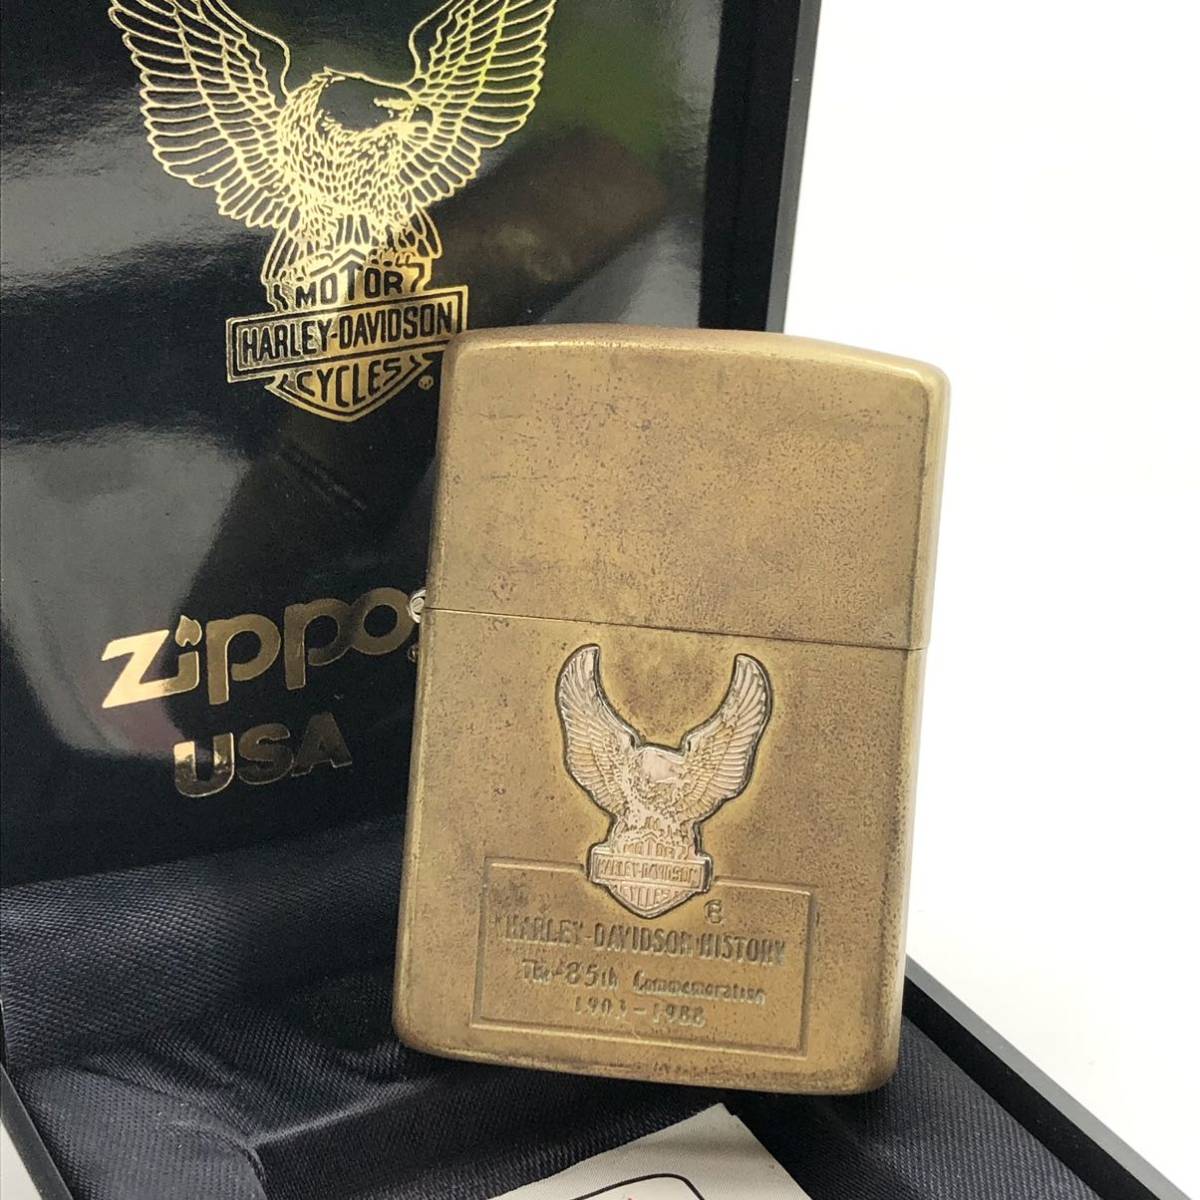 MOTOR
HARLEY-DAVIDSON
CYCLES ®
Zippo
USA
MOTOR
HARLEY-DAVIDSON
CYCLES
HARLEY-DAVIDSON HISTORY
The 85th Commemoration
1903-1988